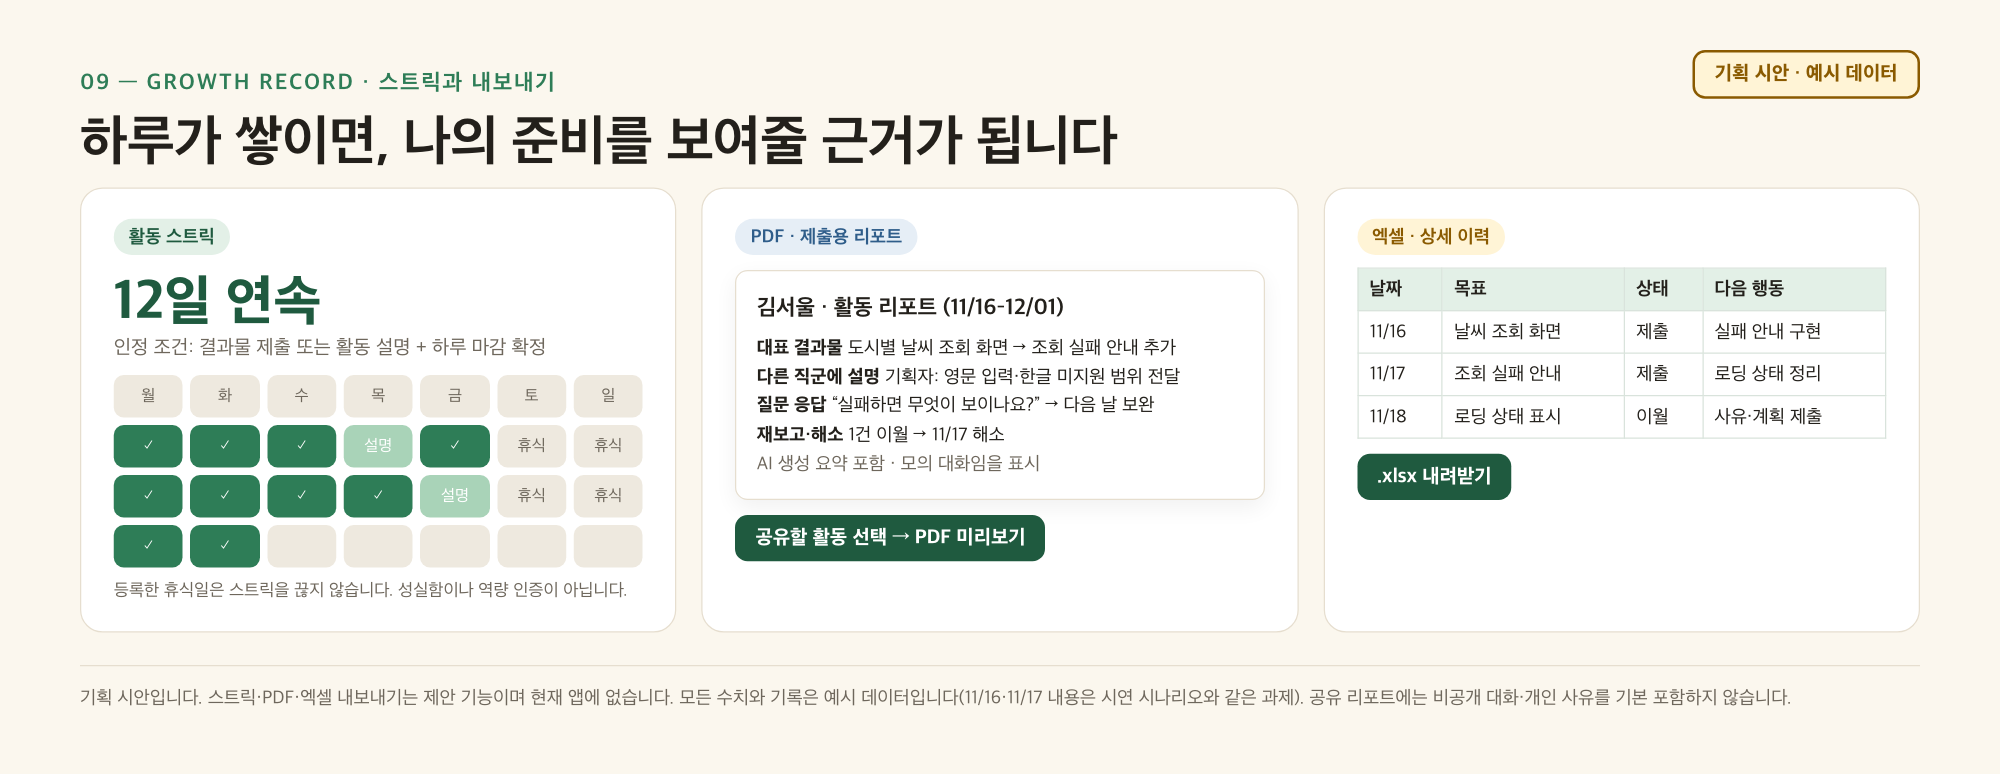 09 — GROWTH RECORD · 스트릭과 내보내기
기획 시안 · 예시 데이터
하루가 쌓이면, 나의 준비를 보여줄 근거가 됩니다
활동 스트릭
12일 연속
인정 조건: 결과물 제출 또는 활동 설명 + 하루 마감 확정
월 화 수 목 금 토 일
✓ ✓ ✓ 설명 ✓ 휴식 휴식
✓ ✓ ✓ ✓ 설명 휴식 휴식
✓ ✓
등록한 휴식일은 스트릭을 끊지 않습니다. 성실함이나 역량 인증이 아닙니다.
PDF · 제출용 리포트
김서울 · 활동 리포트 (11/16-12/01)
대표 결과물 도시별 날씨 조회 화면 → 조회 실패 안내 추가
다른 직군에 설명 기획자: 영문 입력·한글 미지원 범위 전달
질문 응답 “실패하면 무엇이 보이나요?” → 다음 날 보완
재보고·해소 1건 이월 → 11/17 해소
AI 생성 요약 포함 · 모의 대화임을 표시
공유할 활동 선택 → PDF 미리보기
엑셀 · 상세 이력
날짜 목표 상태 다음 행동
11/16 날씨 조회 화면 제출 실패 안내 구현
11/17 조회 실패 안내 제출 로딩 상태 정리
11/18 로딩 상태 표시 이월 사유·계획 제출
.xlsx 내려받기
기획 시안입니다. 스트릭·PDF·엑셀 내보내기는 제안 기능이며 현재 앱에 없습니다. 모든 수치와 기록은 예시 데이터입니다(11/16·11/17 내용은 시연 시나리오와 같은 과제). 공유 리포트에는 비공개 대화·개인 사유를 기본 포함하지 않습니다.